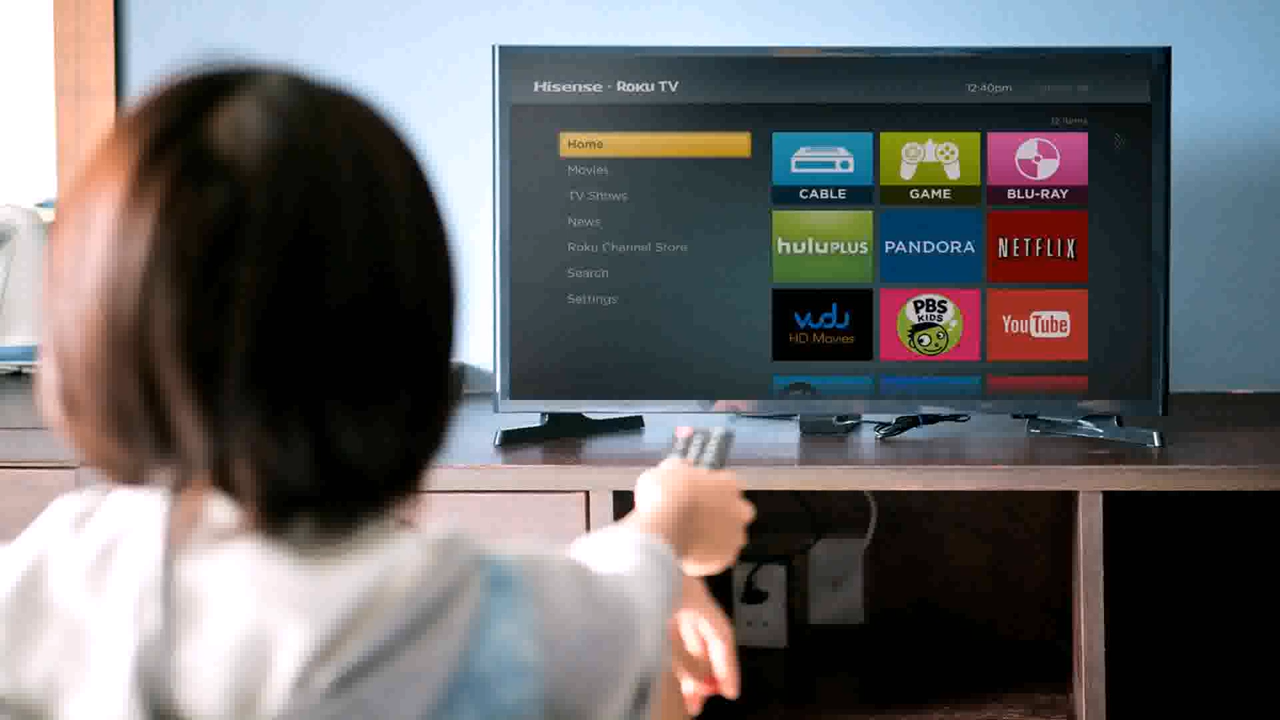 Hisense · Roku TV
12:40pm
12 items
Home
Movies
TV Shows
News
Roku Channel Store
Search
Settings
CABLE
GAME
BLU-RAY
huluPLUS
PANDORA
NETFLIX
vudu
HD Movies
PBS
KIDS
YouTube